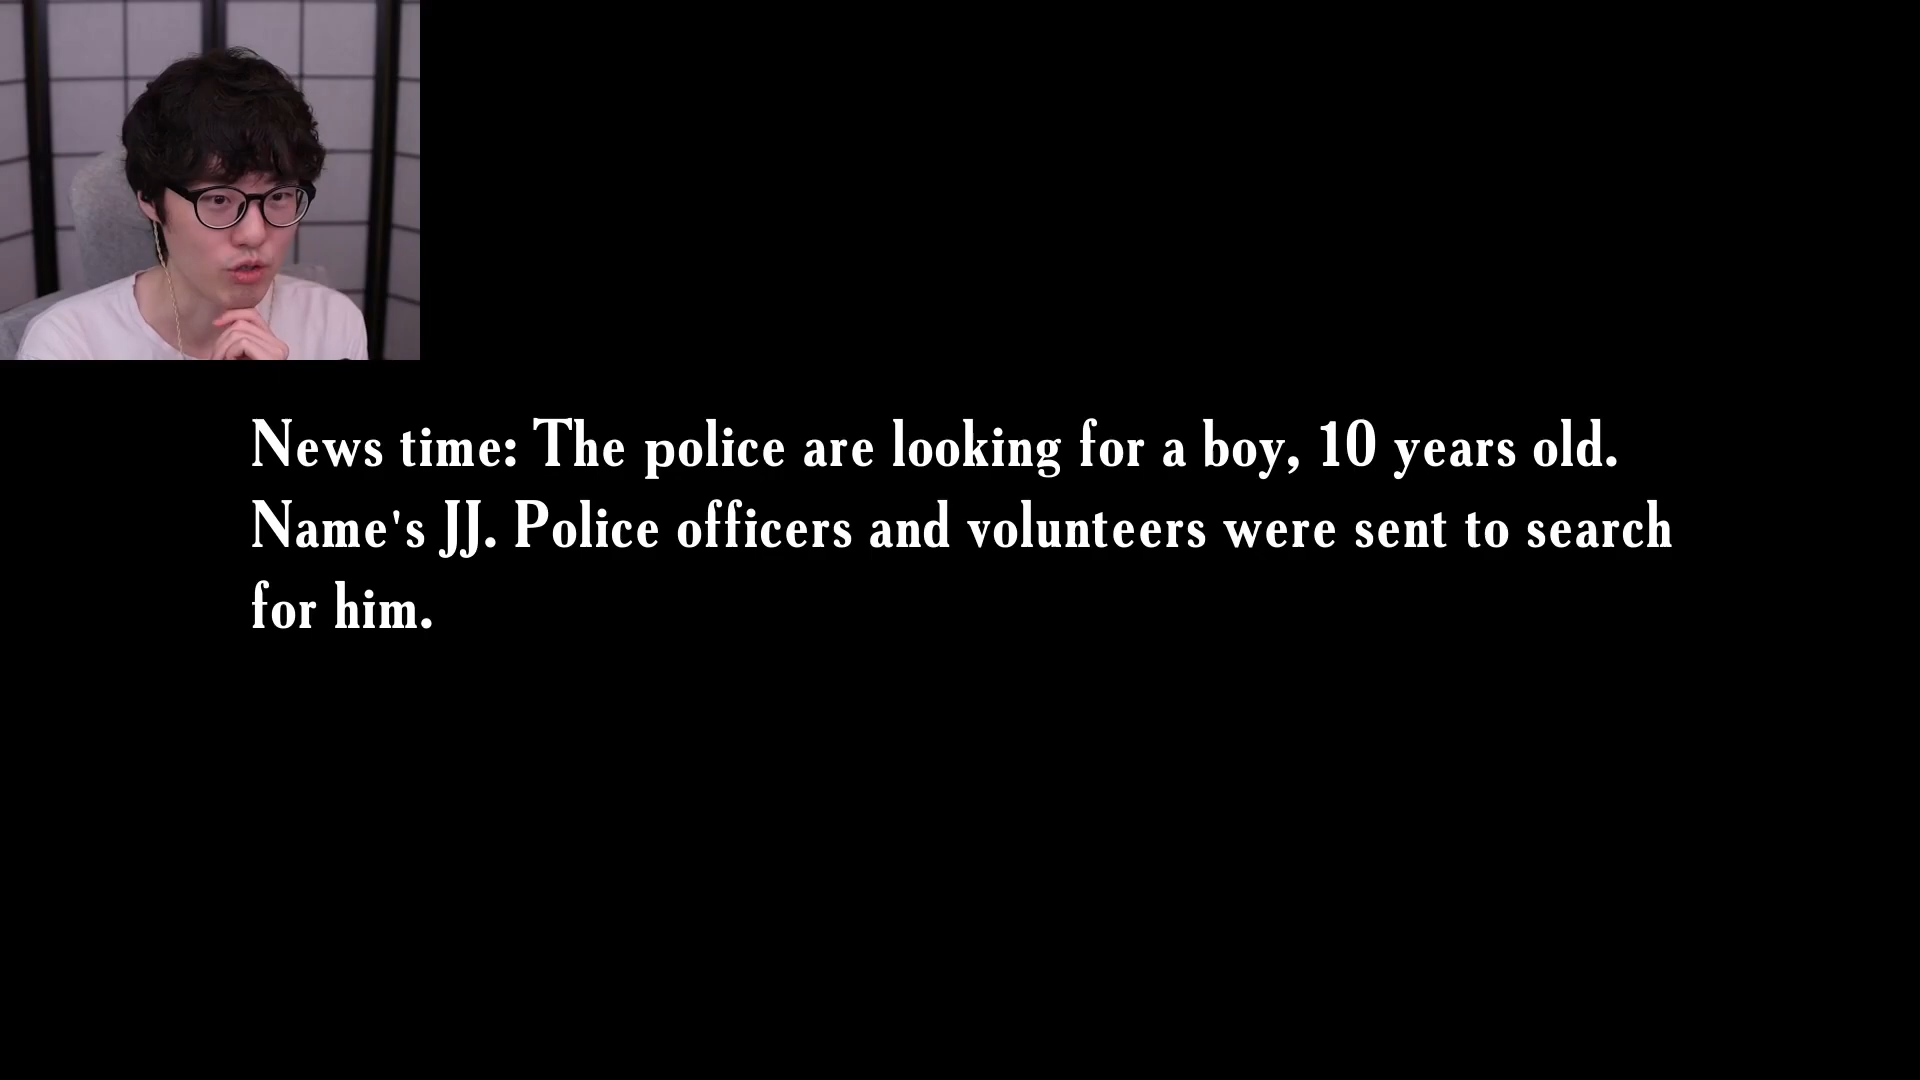 News time: The police are looking for a boy, 10 years old.
Name's JJ. Police officers and volunteers were sent to search
for him.